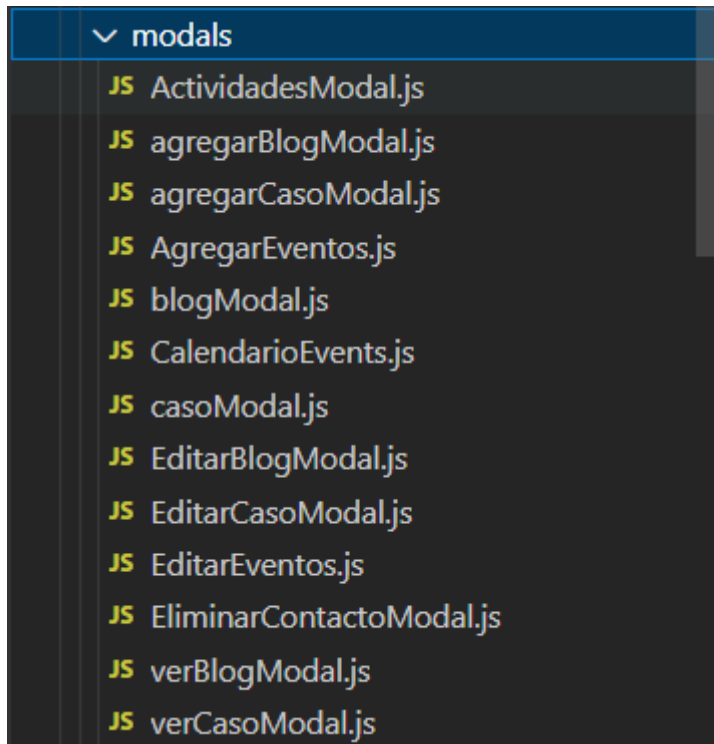 modals
JS ActividadesModal.js
JS agregarBlogModal.js
JS agregarCasoModal.js
JS AgregarEventos.js
JS blogModal.js
JS CalendarioEvents.js
JS casoModal.js
JS EditarBlogModal.js
JS EditarCasoModal.js
JS EditarEventos.js
JS EliminarContactoModal.js
JS verBlogModal.js
JS verCasoModal.js